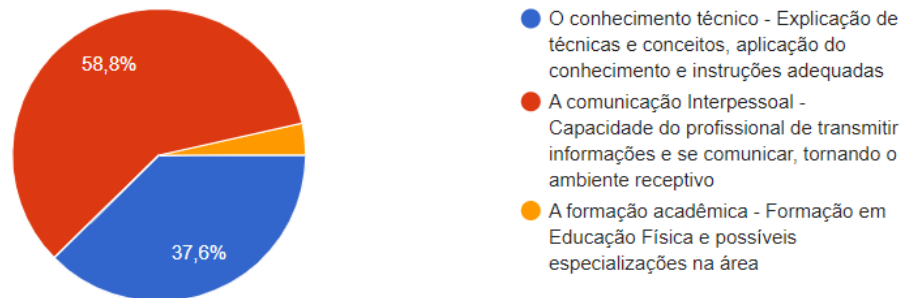 58,8%
37,6%
O conhecimento técnico - Explicação de
técnicas e conceitos, aplicação do
conhecimento e instruções adequadas
A comunicação Interpessoal -
Capacidade do profissional de transmitir
informações e se comunicar, tornando o
ambiente receptivo
A formação acadêmica - Formação em
Educação Física e possíveis
especializações na área